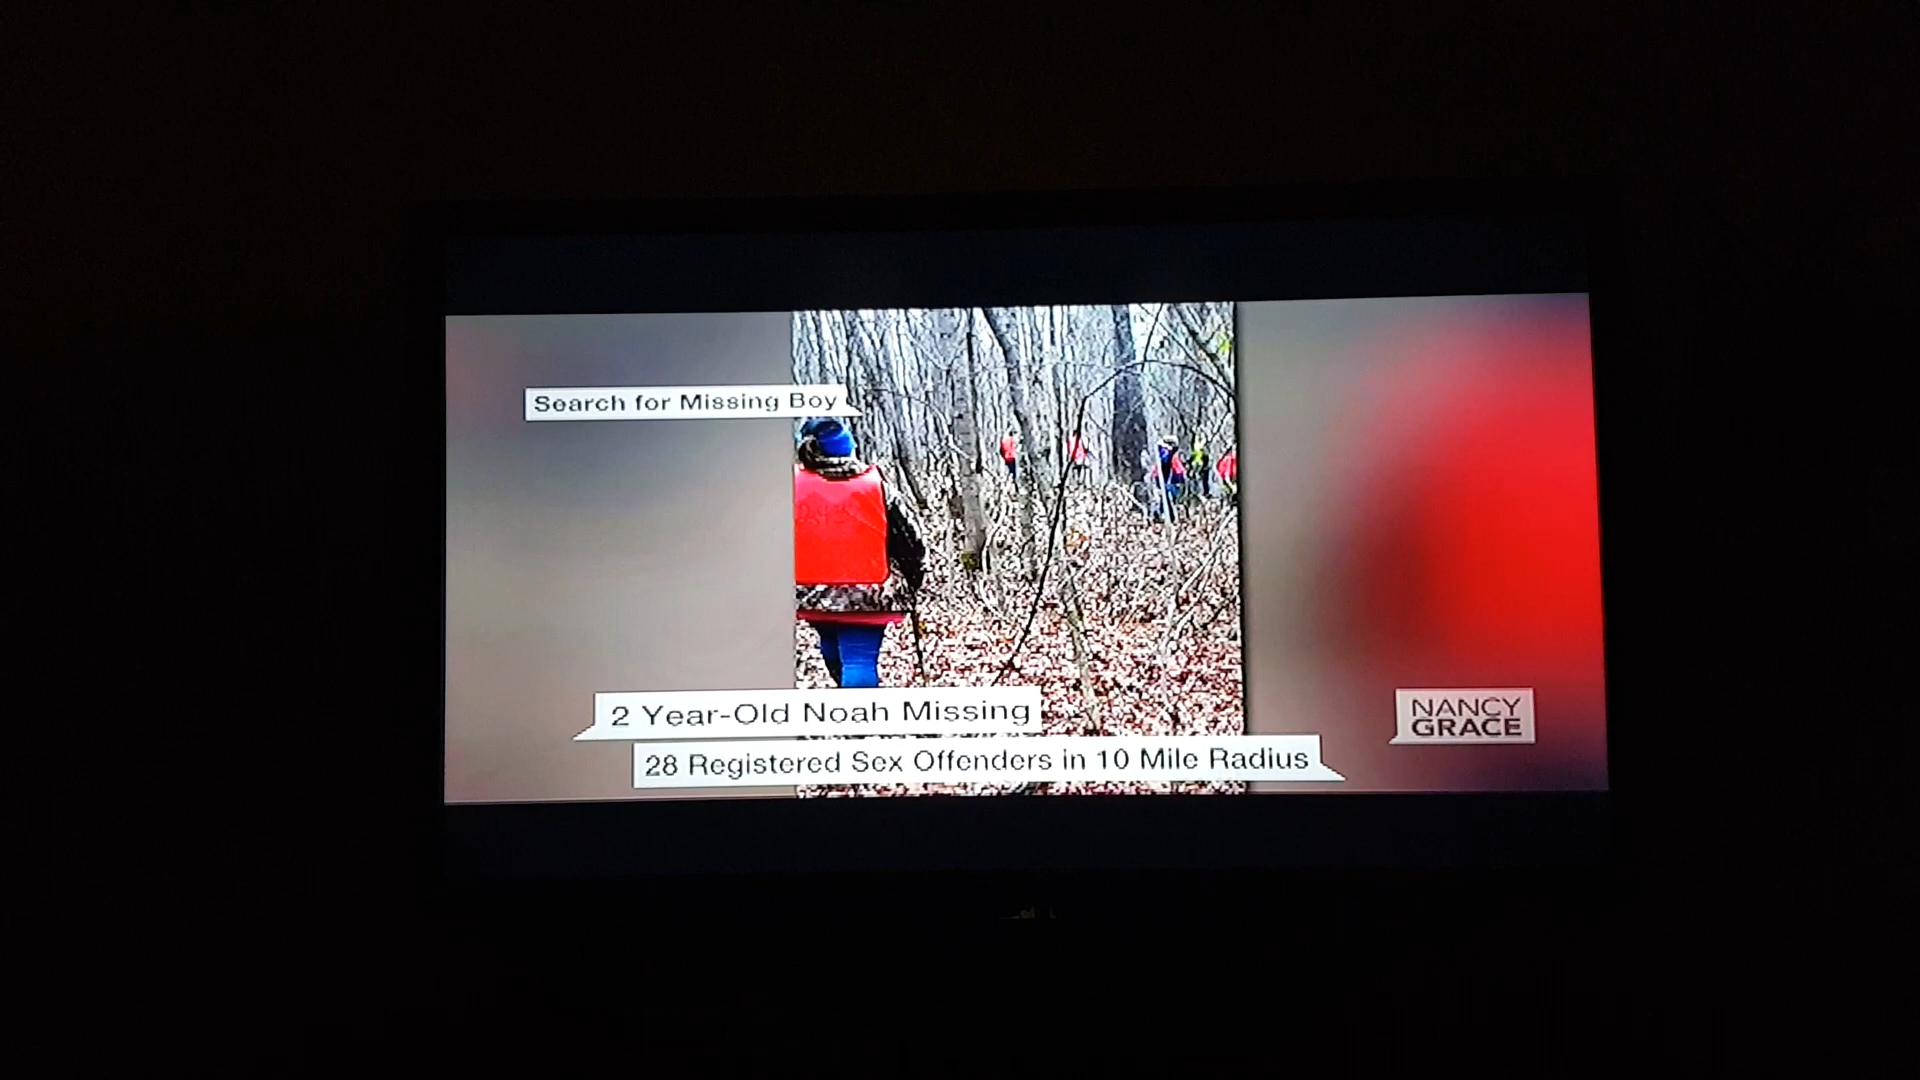 Search for Missing Boy
2 Year-Old Noah Missing
28 Registered Sex Offenders in 10 Mile Radius
NANCY
GRACE